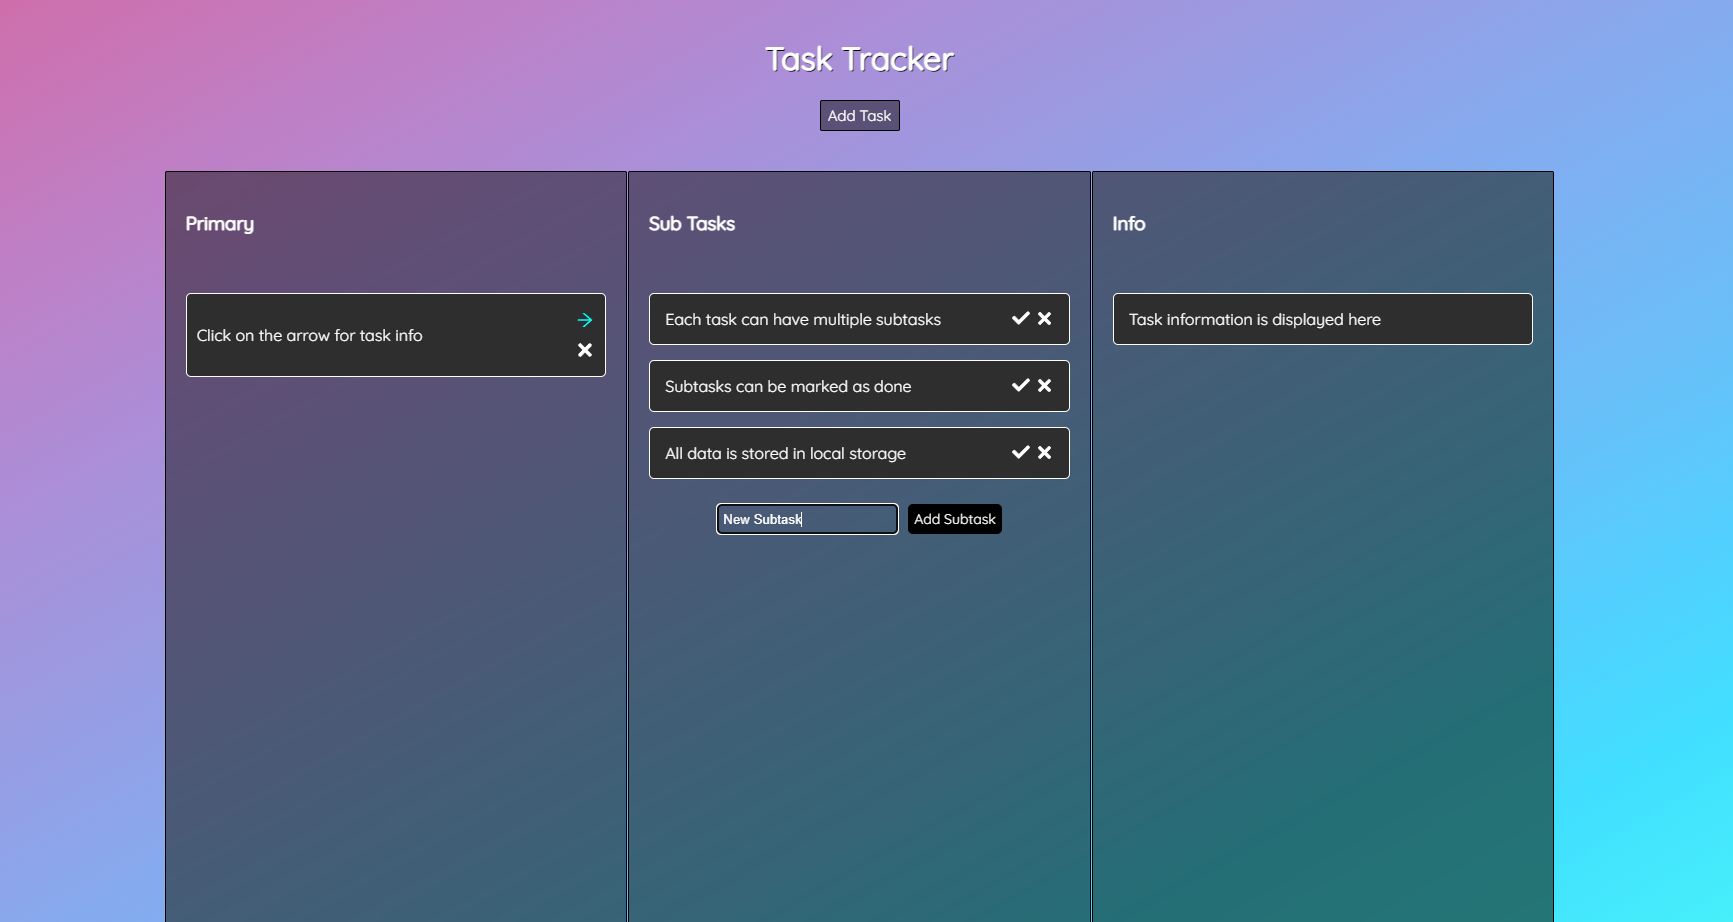 Task Tracker
Add Task
Primary
Click on the arrow for task info
Sub Tasks
Each task can have multiple subtasks
Subtasks can be marked as done
All data is stored in local storage
New Subtask
Add Subtask
Info
Task information is displayed here